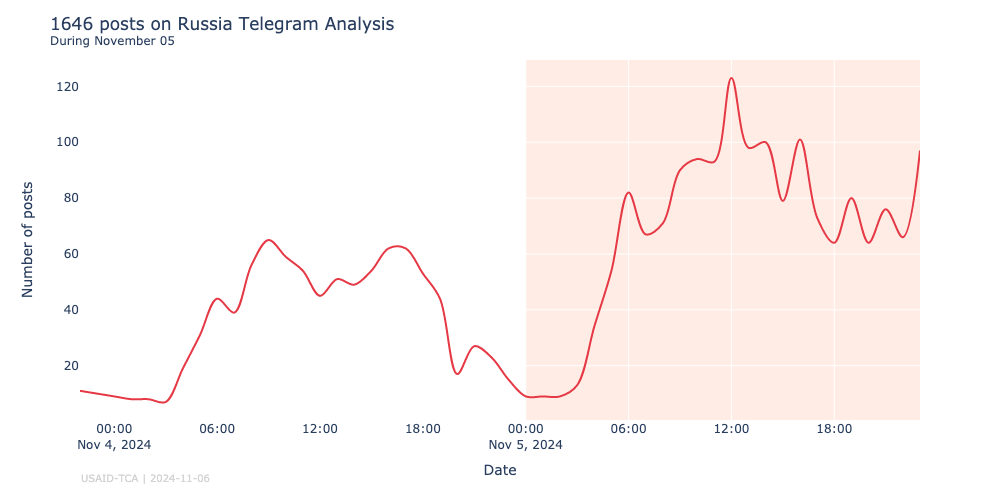 1646 posts on Russia Telegram Analysis
During November 05
120
100
80
60
40
20
Number of posts
00:00 06:00 12:00 18:00 00:00 06:00 12:00 18:00
Nov 4, 2024 Nov 5, 2024
Date
USAID-TCA | 2024-11-06